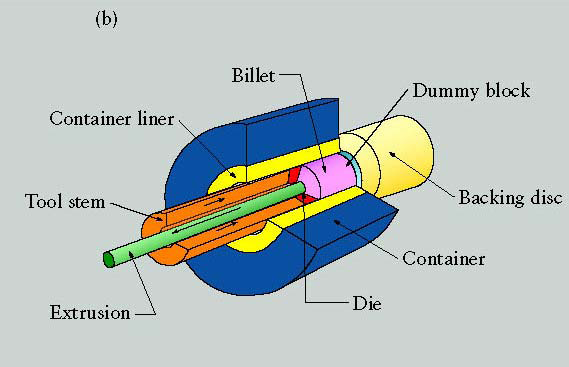 (b)
Billet
Dummy block
Container liner
Tool stem
Backing disc
Container
Die
Extrusion